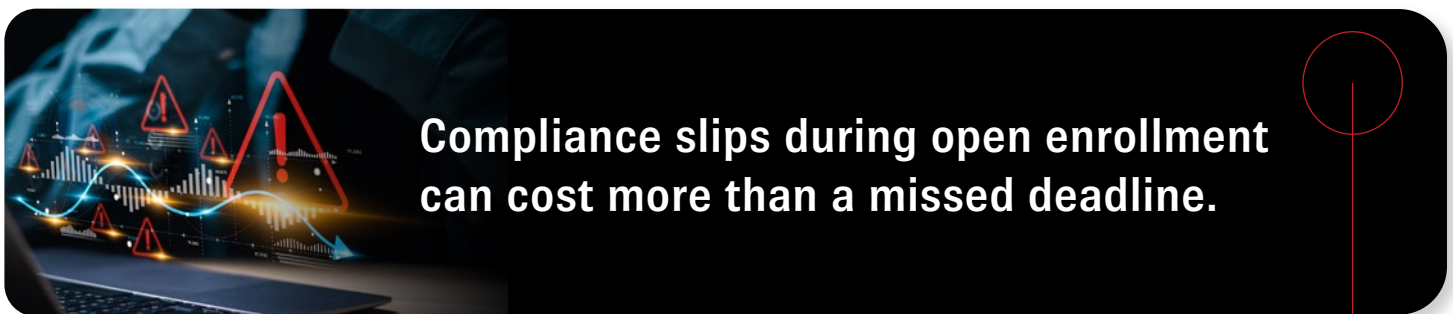 Compliance slips during open enrollment
can cost more than a missed deadline.